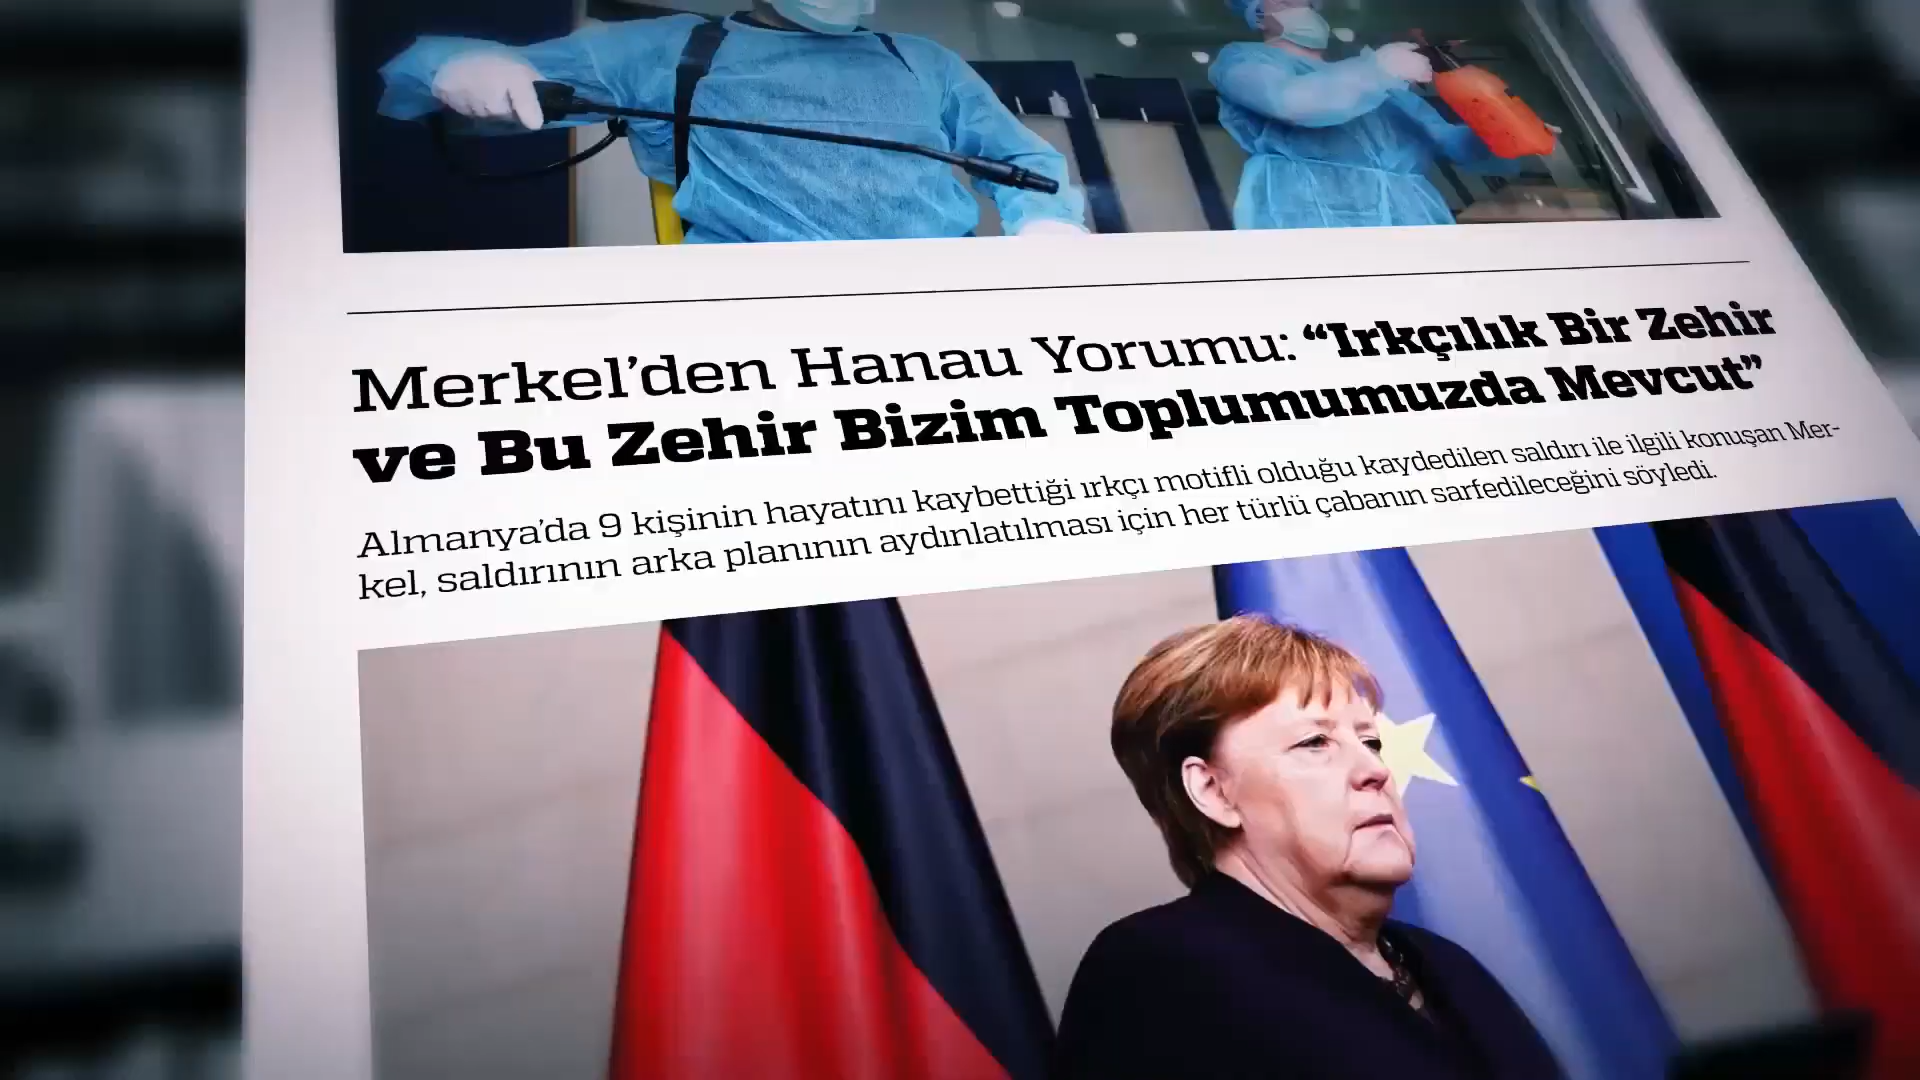 Merkel’den Hanau Yorumu: “Irkçılık Bir Zehir
ve Bu Zehir Bizim Toplumumuzda Mevcut”
Almanya’da 9 kişinin hayatını kaybettiği ırkçı motifli olduğu kaydedilen saldırı ile ilgili konuşan Mer-
kel, saldırının arka planının aydınlatılması için her türlü çabanın sarfedileceğini söyledi.